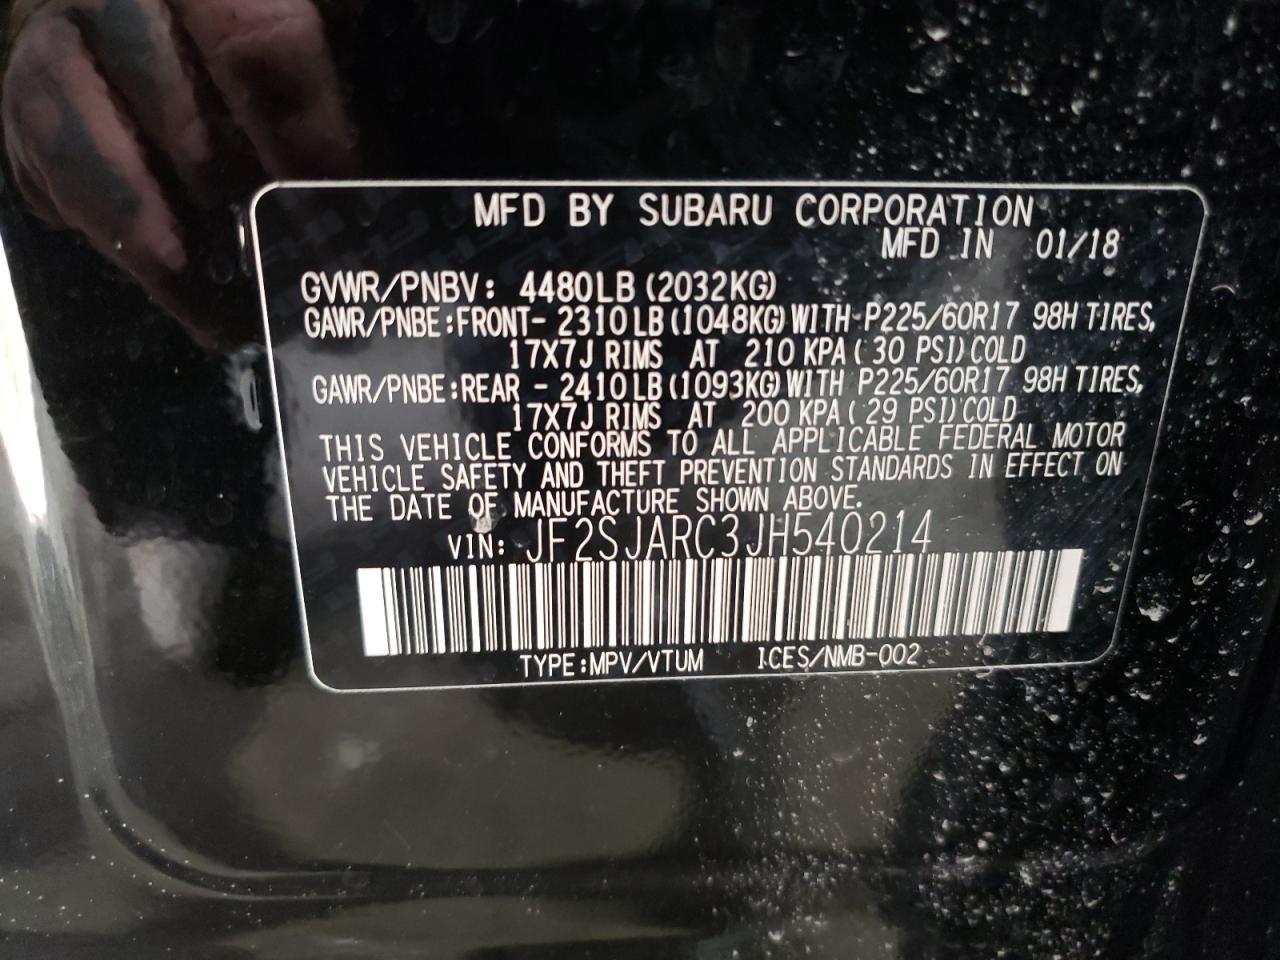 MFD BY SUBARU CORPORATION
MFD IN 01/18
GVWR/PNBV: 4480LB (2032KG)
GAWR/PNBE:FRONT- 2310LB(1048KG)WITH P225/60R17 98H TIRES,
17X7J RIMS AT 210 KPA( 30 PSI)COLD
GAWR/PNBE:REAR - 2410LB(1093KG)WITH P225/60R17 98H TIRES,
17X7J RIMS AT 200 KPA( 29 PSI)COLD
THIS VEHICLE CONFORMS TO ALL APPLICABLE FEDERAL MOTOR
VEHICLE SAFETY AND THEFT PREVENTION STANDARDS IN EFFECT ON
THE DATE OF MANUFACTURE SHOWN ABOVE.
VIN: JF2SJARC3JH540214
TYPE:MPV/VTUM ICES/NMB-002